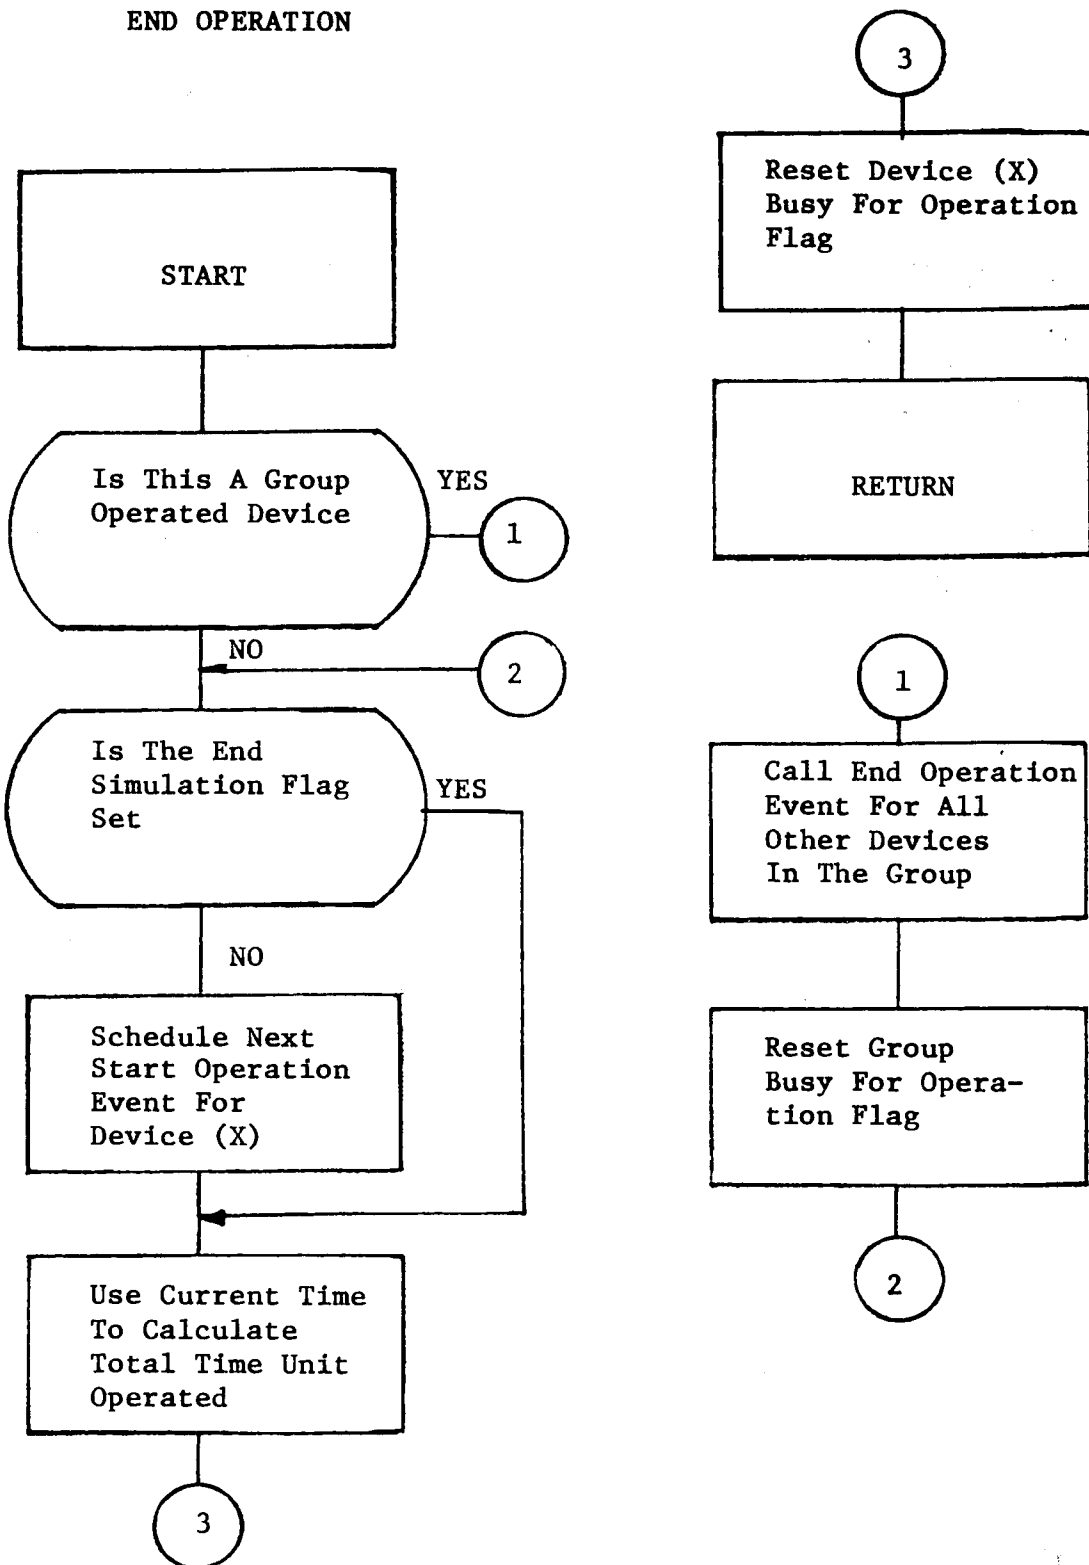 END OPERATION
START
Is This A Group
Operated Device
YES
1
NO
2
Is The End
Simulation Flag
Set
YES
NO
Schedule Next
Start Operation
Event For
Device (X)
Use Current Time
To Calculate
Total Time Unit
Operated
3
3
Reset Device (X)
Busy For Operation
Flag
RETURN
1
Call End Operation
Event For All
Other Devices
In The Group
Reset Group
Busy For Opera-
tion Flag
2